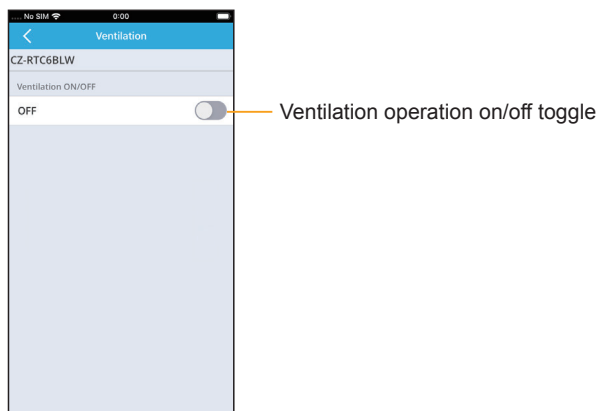 ..... No SIM 0:00
Ventilation
CZ-RTC6BLW
Ventilation ON/OFF
OFF
Ventilation operation on/off toggle